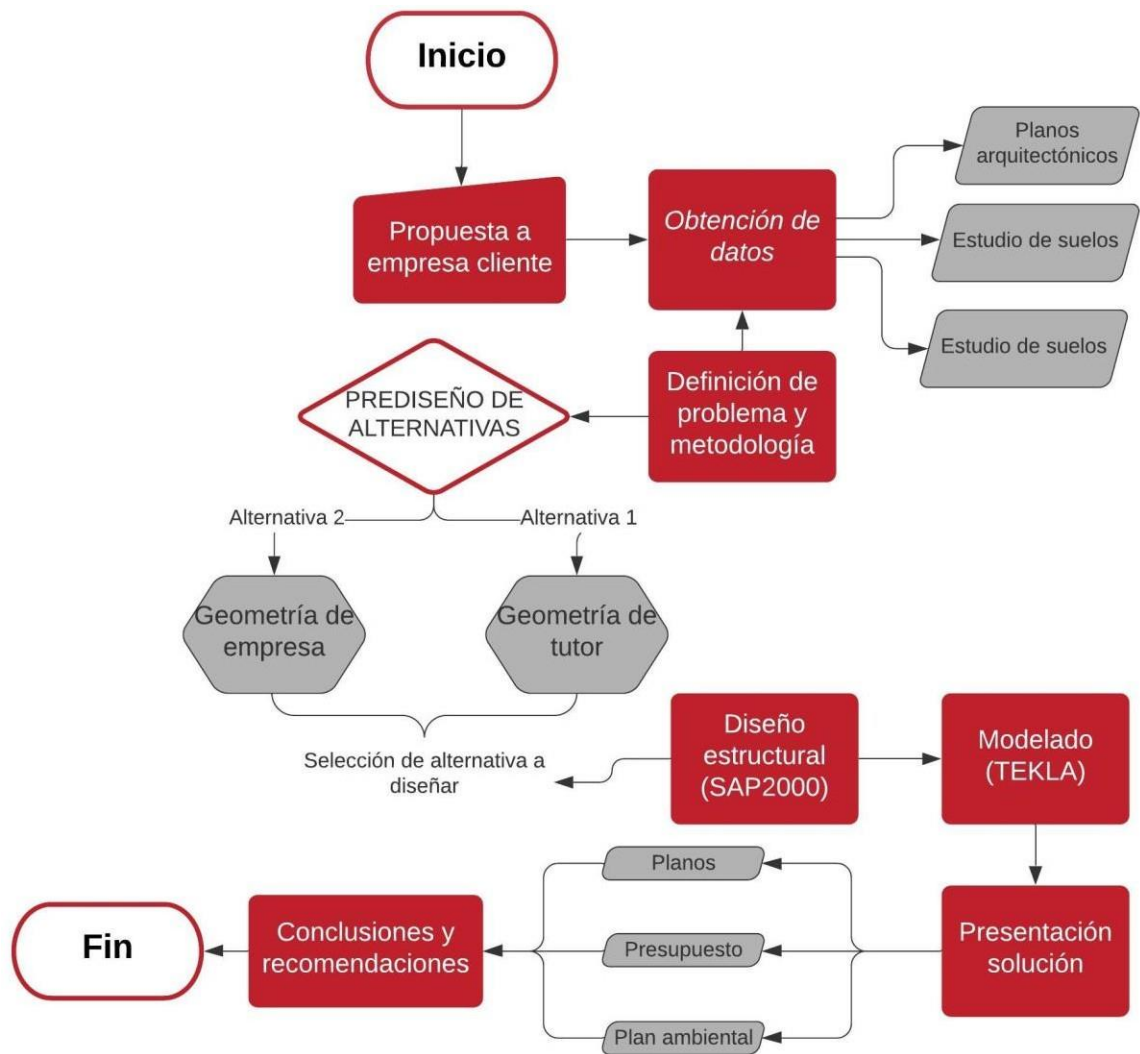 Inicio
Planos
arquitectónicos
Propuesta a
empresa cliente
Obtención de
datos
Estudio de suelos
Estudio de suelos
PREDISEÑO DE
ALTERNATIVAS
Definición de
problema y
metodología
Alternativa 2
Alternativa 1
Geometría de
empresa
Geometría de
tutor
Selección de alternativa a
diseñar
Diseño
estructural
(SAP2000)
Modelado
(TEKLA)
Planos
Presupuesto
Plan ambiental
Presentación
solución
Conclusiones y
recomendaciones
Fin